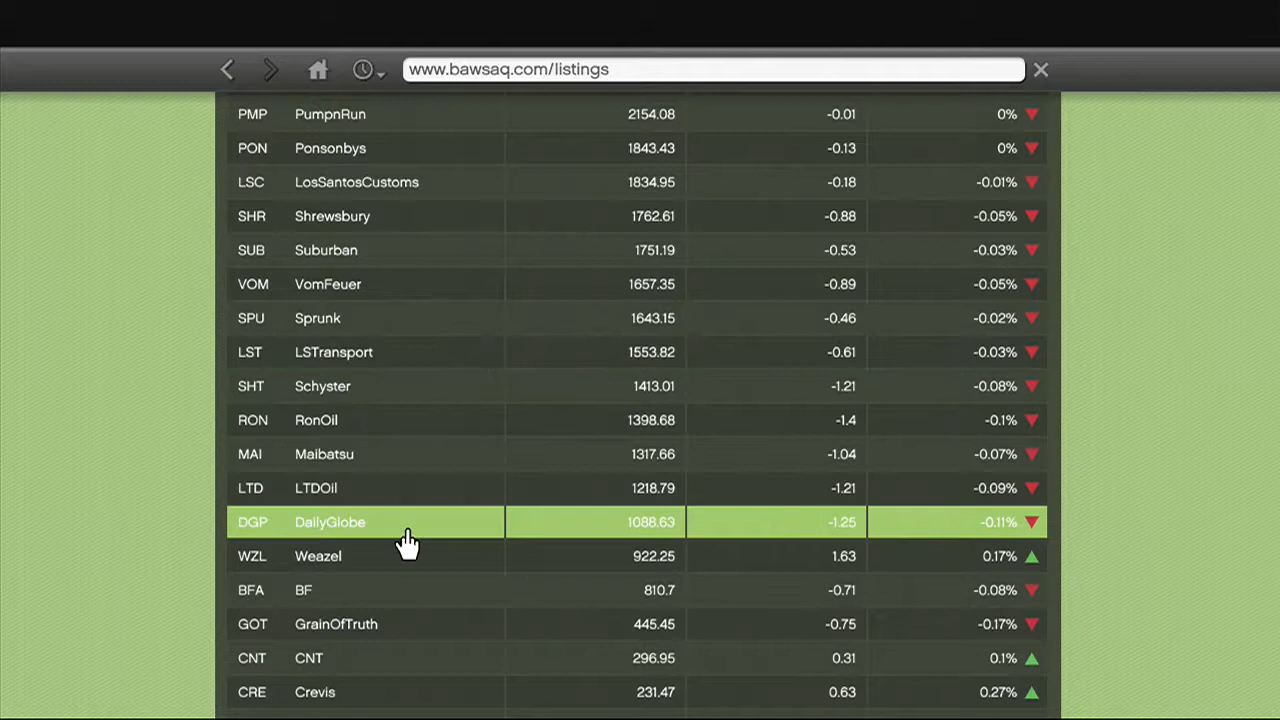 www.bawsaq.com/listings
PMP PumpnRun 2154.08 -0.01 0%
PON Ponsonbys 1843.43 -0.13 0%
LSC LosSantosCustoms 1834.95 -0.18 -0.01%
SHR Shrewsbury 1762.61 -0.88 -0.05%
SUB Suburban 1751.19 -0.53 -0.03%
VOM VomFeuer 1657.35 -0.89 -0.05%
SPU Sprunk 1643.15 -0.46 -0.02%
LST LSTransport 1553.82 -0.61 -0.03%
SHT Schyster 1413.01 -1.21 -0.08%
RON RonOil 1398.68 -1.4 -0.1%
MAI Maibatsu 1317.66 -1.04 -0.07%
LTD LTDOil 1218.79 -1.21 -0.09%
DGP DailyGlobe 1088.63 -1.25 -0.11%
WZL Weazel 922.25 1.63 0.17%
BFA BF 810.7 -0.71 -0.08%
GOT GrainOfTruth 445.45 -0.75 -0.17%
CNT CNT 296.95 0.31 0.1%
CRE Crevis 231.47 0.63 0.27%